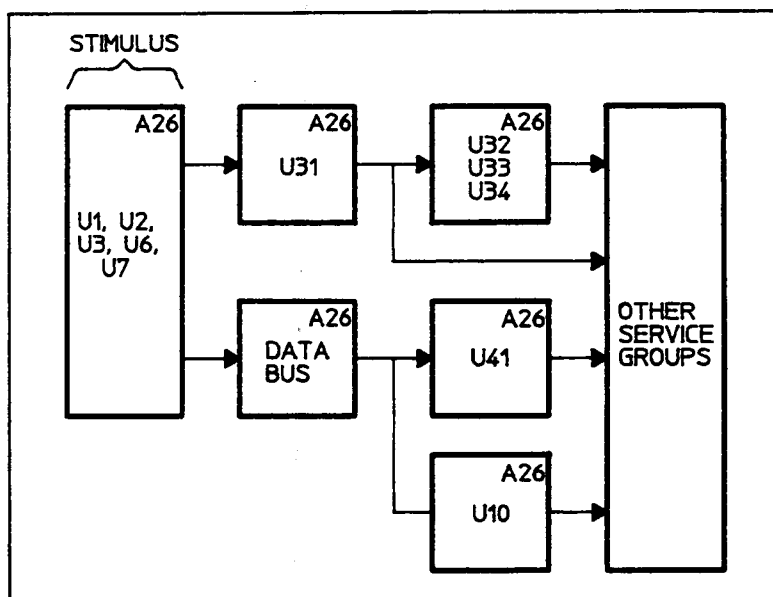 STIMULUS
A26
U1, U2,
U3, U6,
U7
A26
U31
A26
U32
U33
U34
A26
DATA
BUS
A26
U41
A26
U10
OTHER
SERVICE
GROUPS